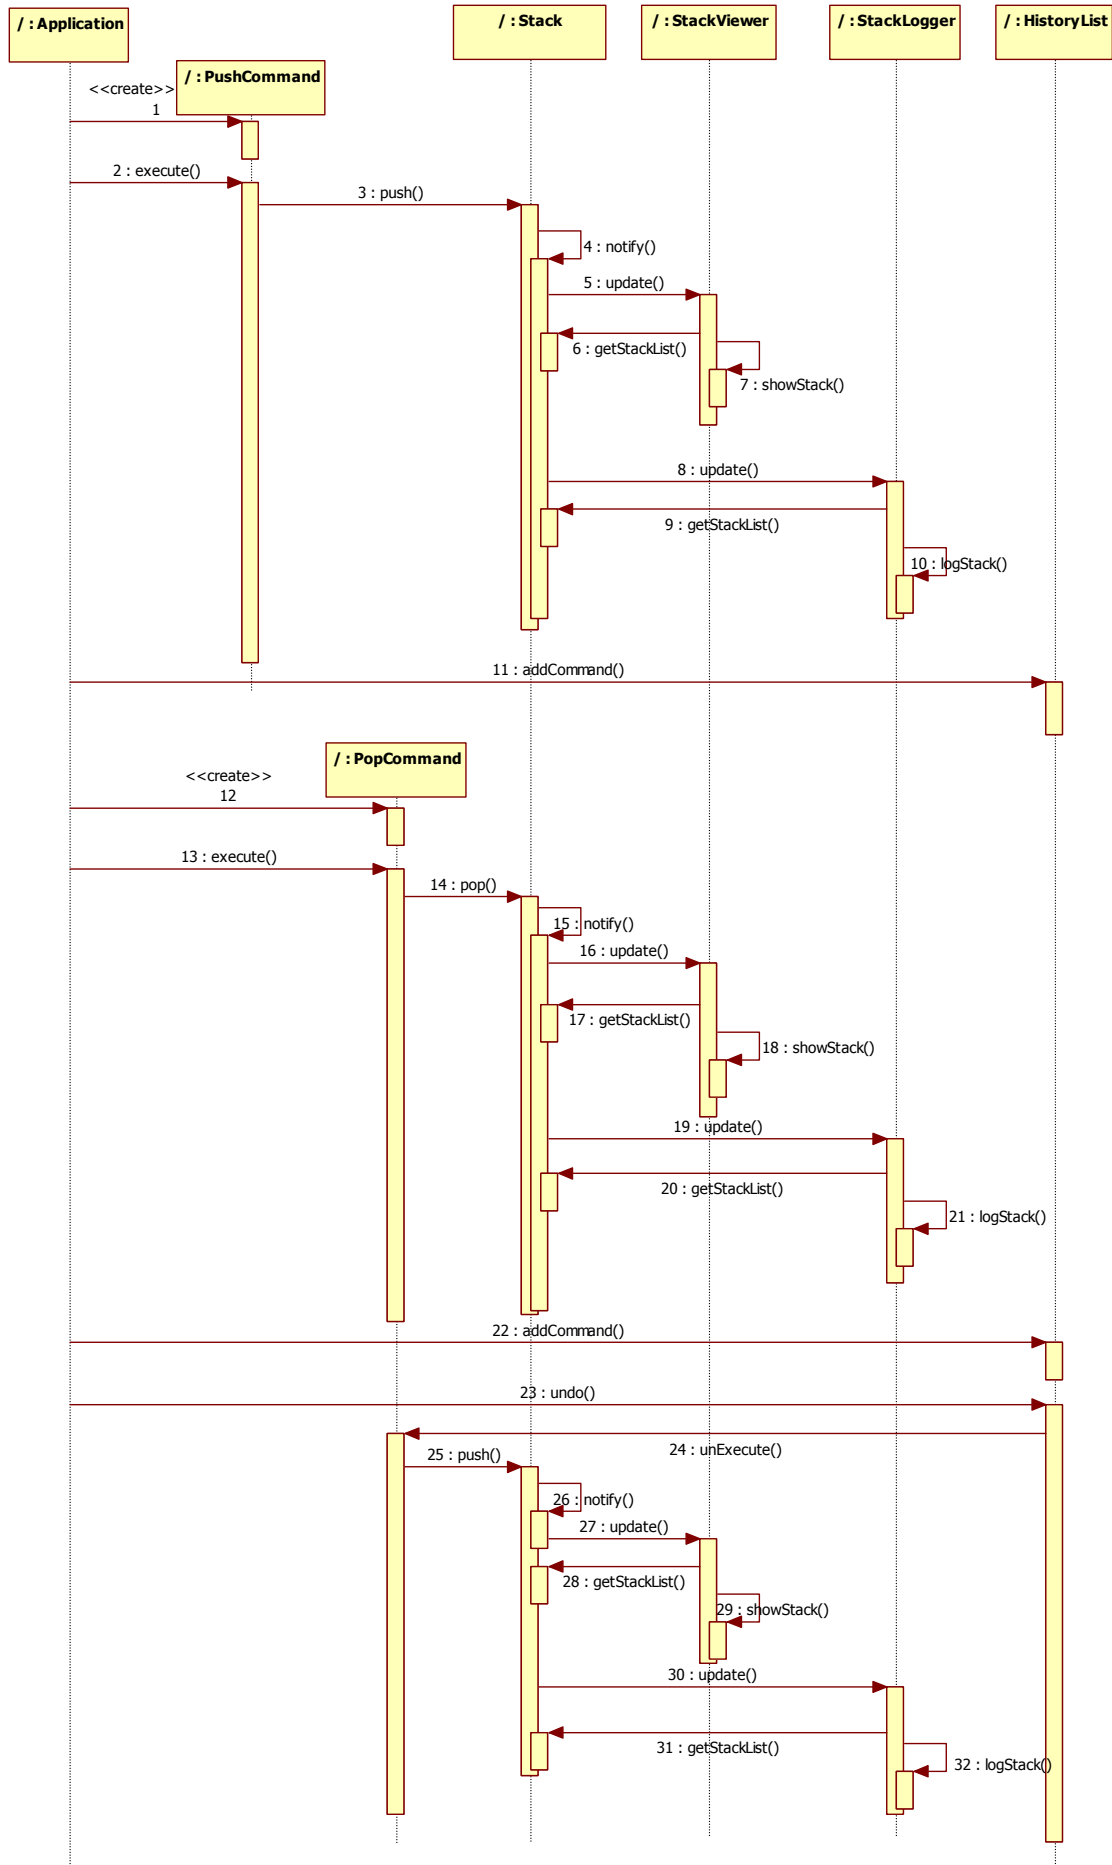 / : Application
/ : Stack
/ : StackViewer
/ : StackLogger
/ : HistoryList
/ : PushCommand
<<create>>
1
2 : execute()
3 : push()
4 : notify()
5 : update()
6 : getStackList()
7 : showStack()
8 : update()
9 : getStackList()
10 : logStack()
11 : addCommand()
/ : PopCommand
<<create>>
12
13 : execute()
14 : pop()
15 : notify()
16 : update()
17 : getStackList()
18 : showStack()
19 : update()
20 : getStackList()
21 : logStack()
22 : addCommand()
23 : undo()
24 : unExecute()
25 : push()
26 : notify()
27 : update()
28 : getStackList()
29 : showStack()
30 : update()
31 : getStackList()
32 : logStack()